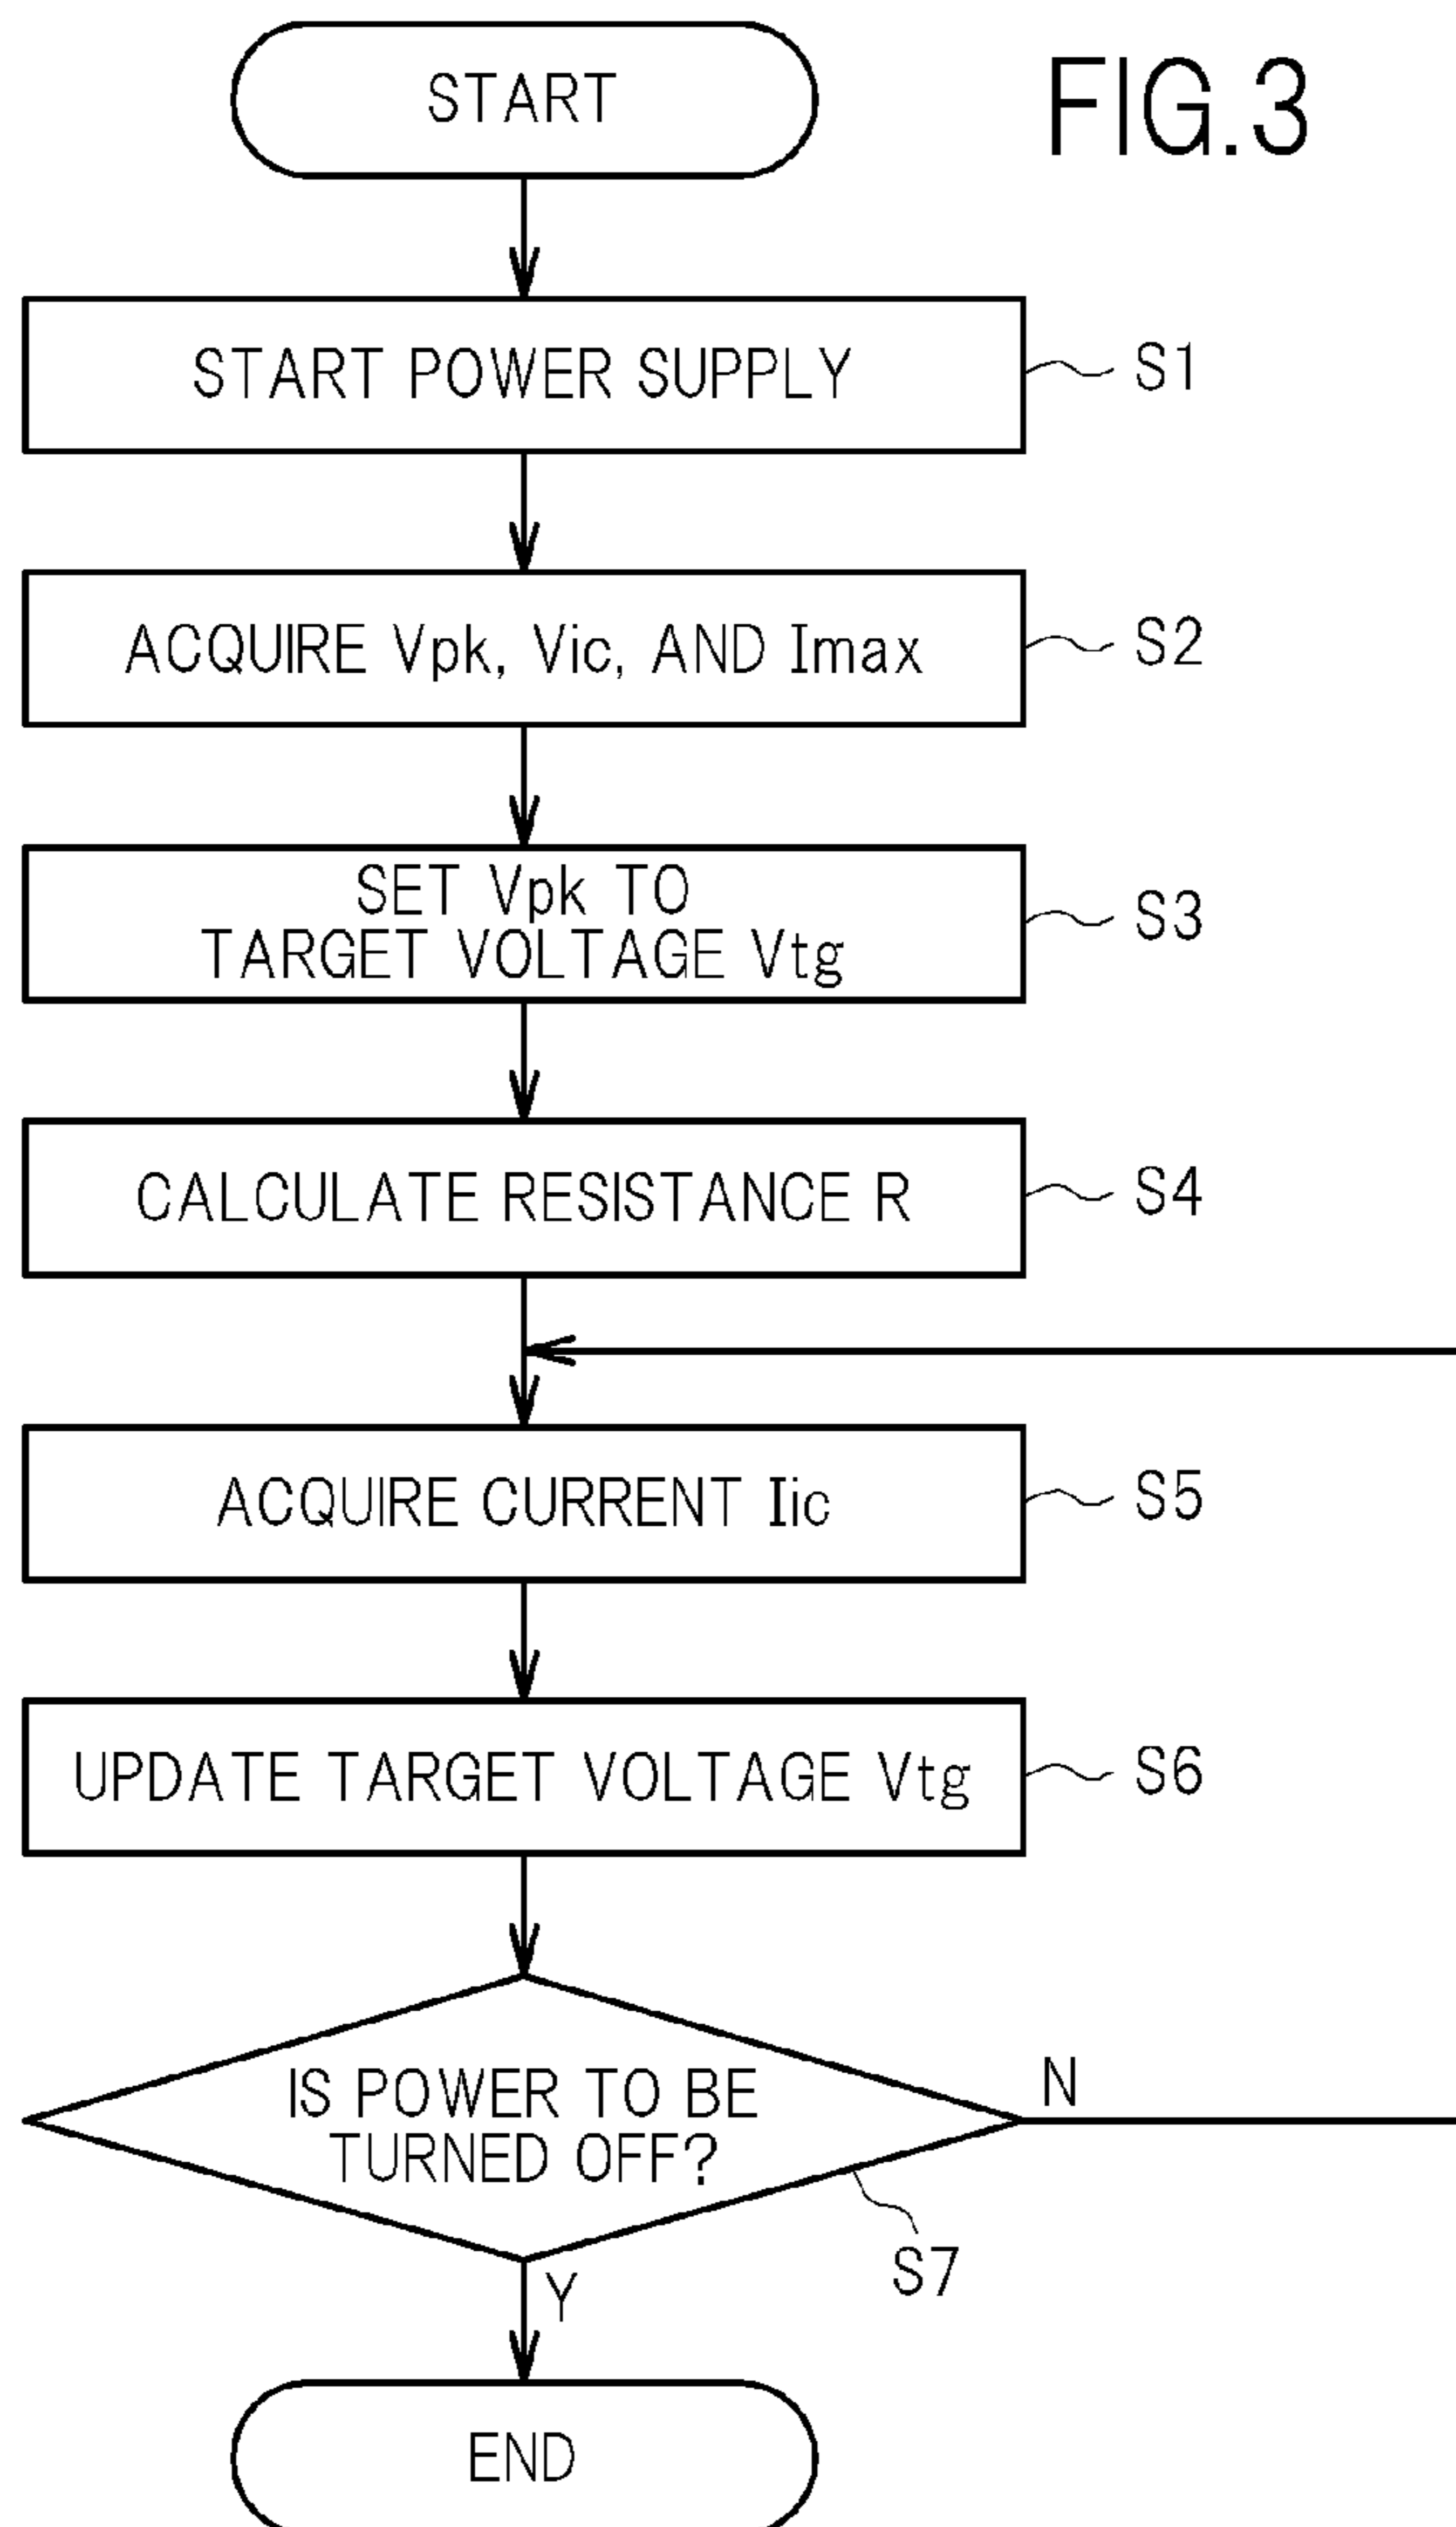 FIG.3
START
START POWER SUPPLY
S1
ACQUIRE Vpk, Vic, AND Imax
S2
SET Vpk TO
TARGET VOLTAGE Vtg
S3
CALCULATE RESISTANCE R
S4
ACQUIRE CURRENT Iic
S5
UPDATE TARGET VOLTAGE Vtg
S6
IS POWER TO BE
TURNED OFF?
N
S7
Y
END